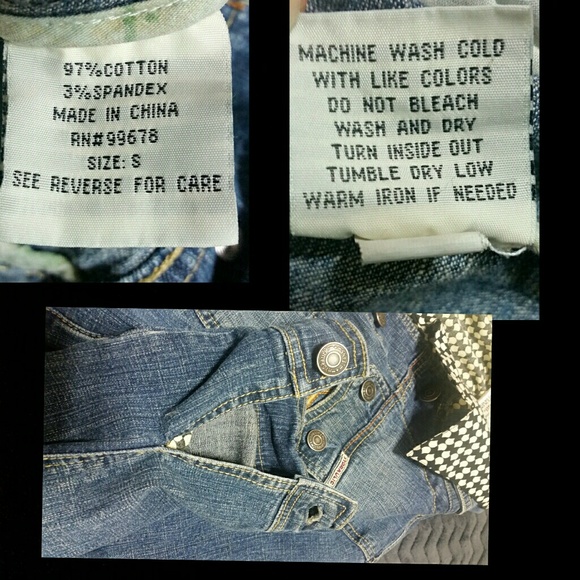 97%COTTON
3%SPANDEX
MADE IN CHINA
RN#99678
SIZE: S
SEE REVERSE FOR CARE
MACHINE WASH COLD
WITH LIKE COLORS
DO NOT BLEACH
WASH AND DRY
TURN INSIDE OUT
TUMBLE DRY LOW
WARM IRON IF NEEDED